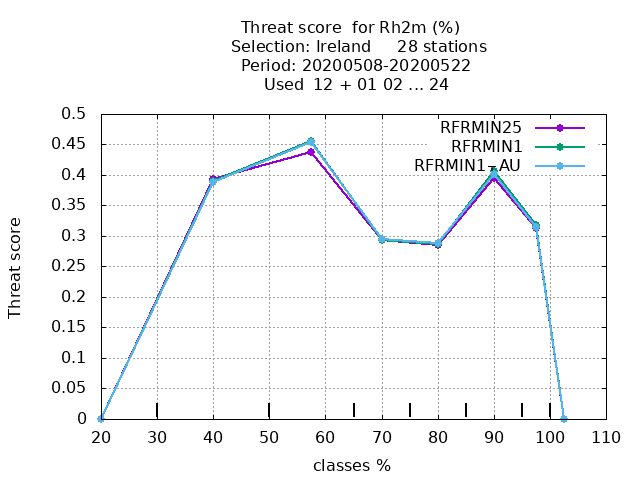 Threat score  for Rh2m (%)
Selection: Ireland     28 stations
Period: 20200508-20200522
Used  12 + 01 02 ... 24
0.5
0.45
0.4
0.35
0.3
0.25
0.2
0.15
0.1
0.05
0
Threat score
RFRMIN25
RFRMIN1
RFRMIN1+AU
20 30 40 50 60 70 80 90 100 110
classes %